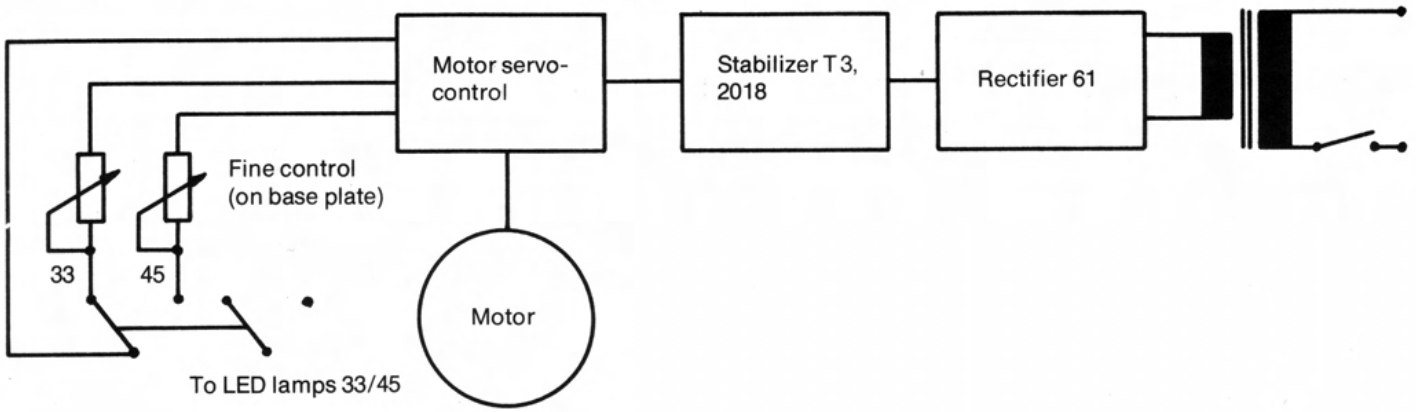 Motor servo-
control
Stabilizer T3,
2018
Rectifier 61
Fine control
(on base plate)
33
45
Motor
To LED lamps 33/45